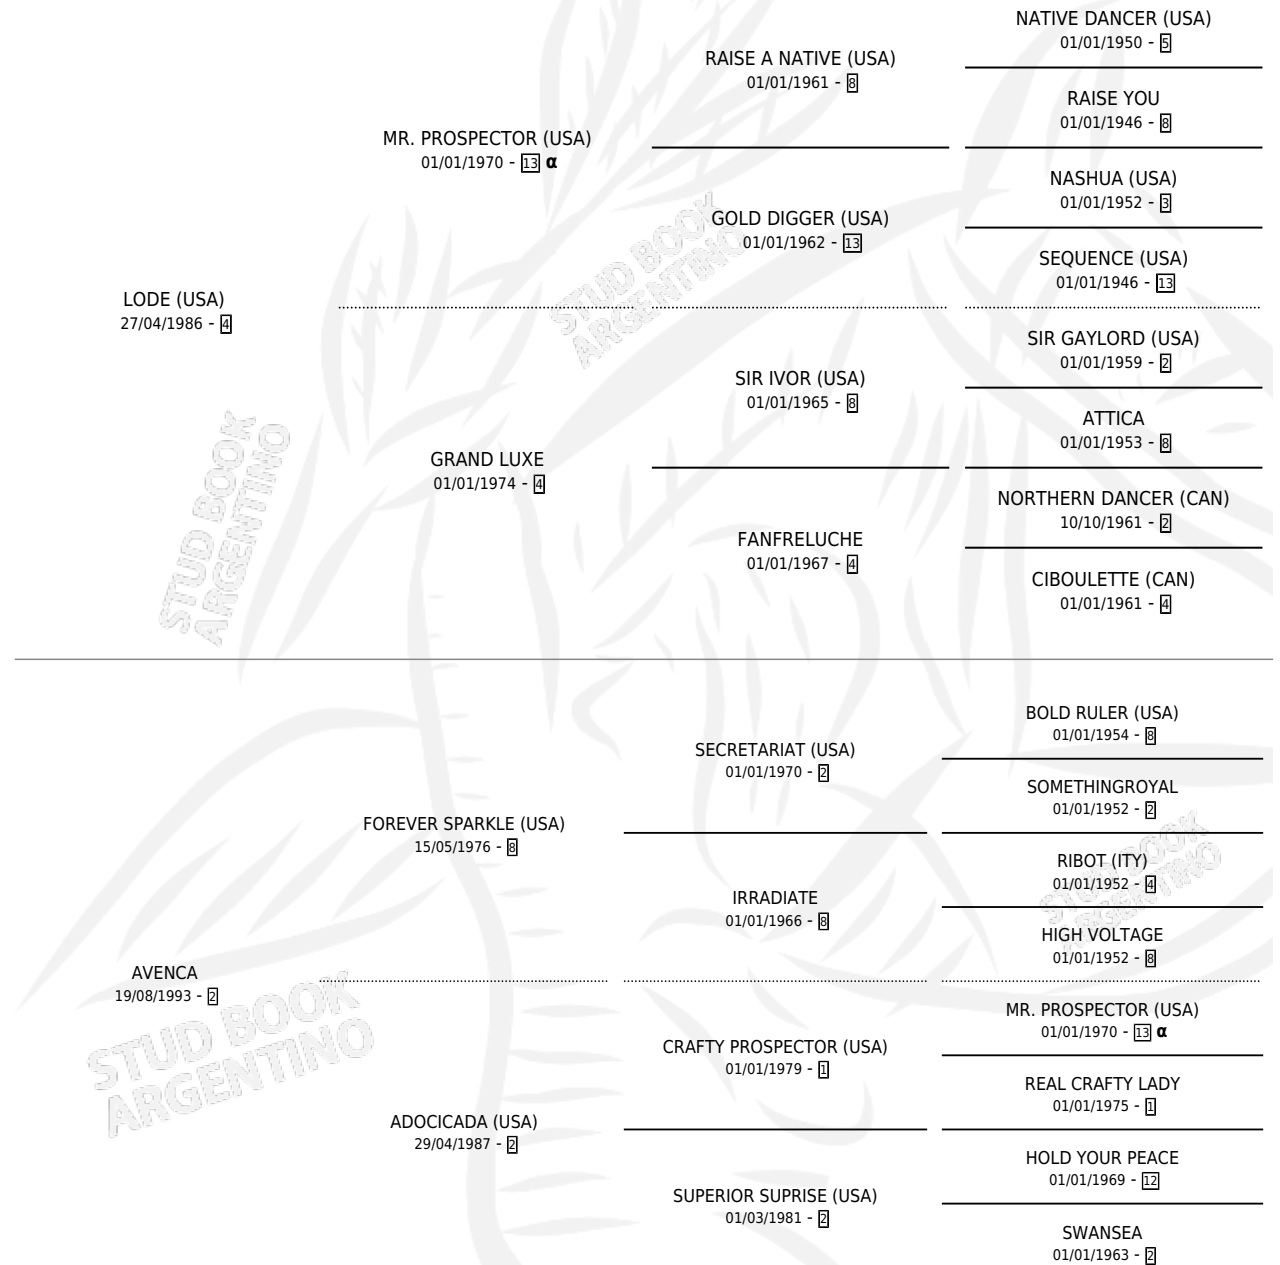 NATIVE DANCER (USA)
01/01/1950 - 5
RAISE A NATIVE (USA)
01/01/1961 - 8
RAISE YOU
01/01/1946 - 8
MR. PROSPECTOR (USA)
01/01/1970 - 13 α
NASHUA (USA)
01/01/1952 - 3
GOLD DIGGER (USA)
01/01/1962 - 13
SEQUENCE (USA)
01/01/1946 - 13
LODE (USA)
27/04/1986 - 4
SIR GAYLORD (USA)
01/01/1959 - 2
SIR IVOR (USA)
01/01/1965 - 8
ATTICA
01/01/1953 - 8
GRAND LUXE
01/01/1974 - 4
NORTHERN DANCER (CAN)
10/10/1961 - 2
FANFRELUCHE
01/01/1967 - 4
CIBOULETTE (CAN)
01/01/1961 - 4
BOLD RULER (USA)
01/01/1954 - 8
SECRETARIAT (USA)
01/01/1970 - 2
SOMETHINGROYAL
01/01/1952 - 2
FOREVER SPARKLE (USA)
15/05/1976 - 8
RIBOT (ITY)
01/01/1952 - 4
IRRADIATE
01/01/1966 - 8
HIGH VOLTAGE
01/01/1952 - 8
AVENCA
19/08/1993 - 2
MR. PROSPECTOR (USA)
01/01/1970 - 13 α
CRAFTY PROSPECTOR (USA)
01/01/1979 - 1
REAL CRAFTY LADY
01/01/1975 - 1
ADOCICADA (USA)
29/04/1987 - 2
HOLD YOUR PEACE
01/01/1969 - 12
SUPERIOR SUPRISE (USA)
01/03/1981 - 2
SWANSEA
01/01/1963 - 2
STUD BOOK
ARGENTINO
STUD BOOK
ARGENTINO
STUD BOOK
ARGENTINO
STUD BOOK
ARGENTINO